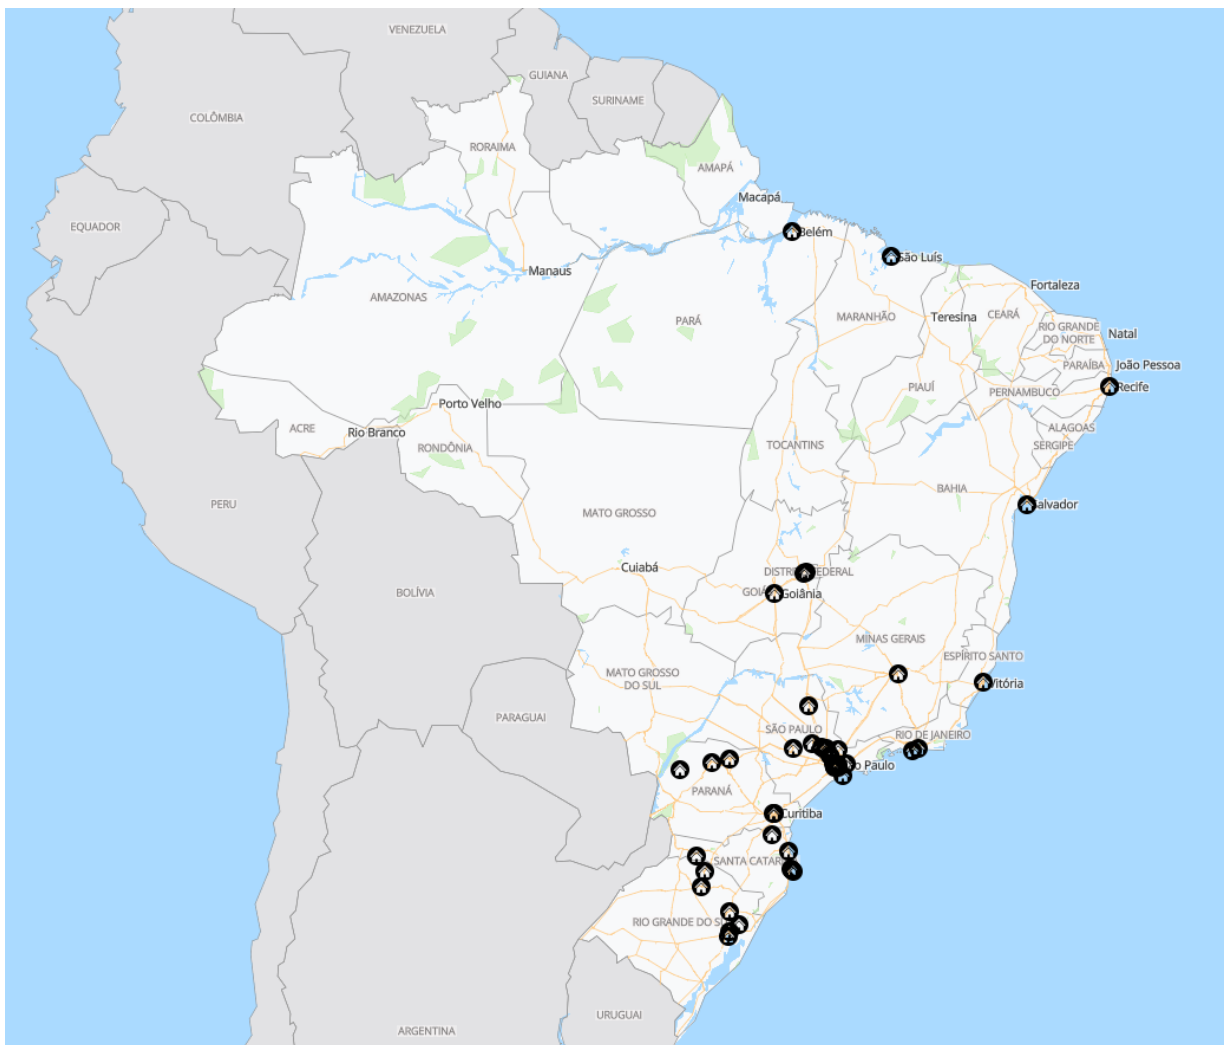 VENEZUELA
GUIANA
SURINAME
COLÔMBIA
RORAIMA
AMAPÁ
Macapá
EQUADOR
Belém
São Luís
Manaus
Fortaleza
AMAZONAS
PARÁ
MARANHÃO
Teresina
CEARÁ
RIO GRANDE
DO NORTE
Natal
PARAÍBA
João Pessoa
PIAUÍ
PERNAMBUCO
Recife
Porto Velho
ACRE
Rio Branco
RONDÔNIA
TOCANTINS
ALAGOAS
SERGIPE
BAHIA
PERU
MATO GROSSO
Salvador
Cuiabá
DISTRITO FEDERAL
BOLÍVIA
GOIÁS
Goiânia
MINAS GERAIS
ESPÍRITO SANTO
MATO GROSSO
DO SUL
Vitória
PARAGUAI
SÃO PAULO
RIO DE JANEIRO
São Paulo
PARANÁ
Curitiba
SANTA CATARINA
RIO GRANDE DO SUL
URUGUAI
ARGENTINA